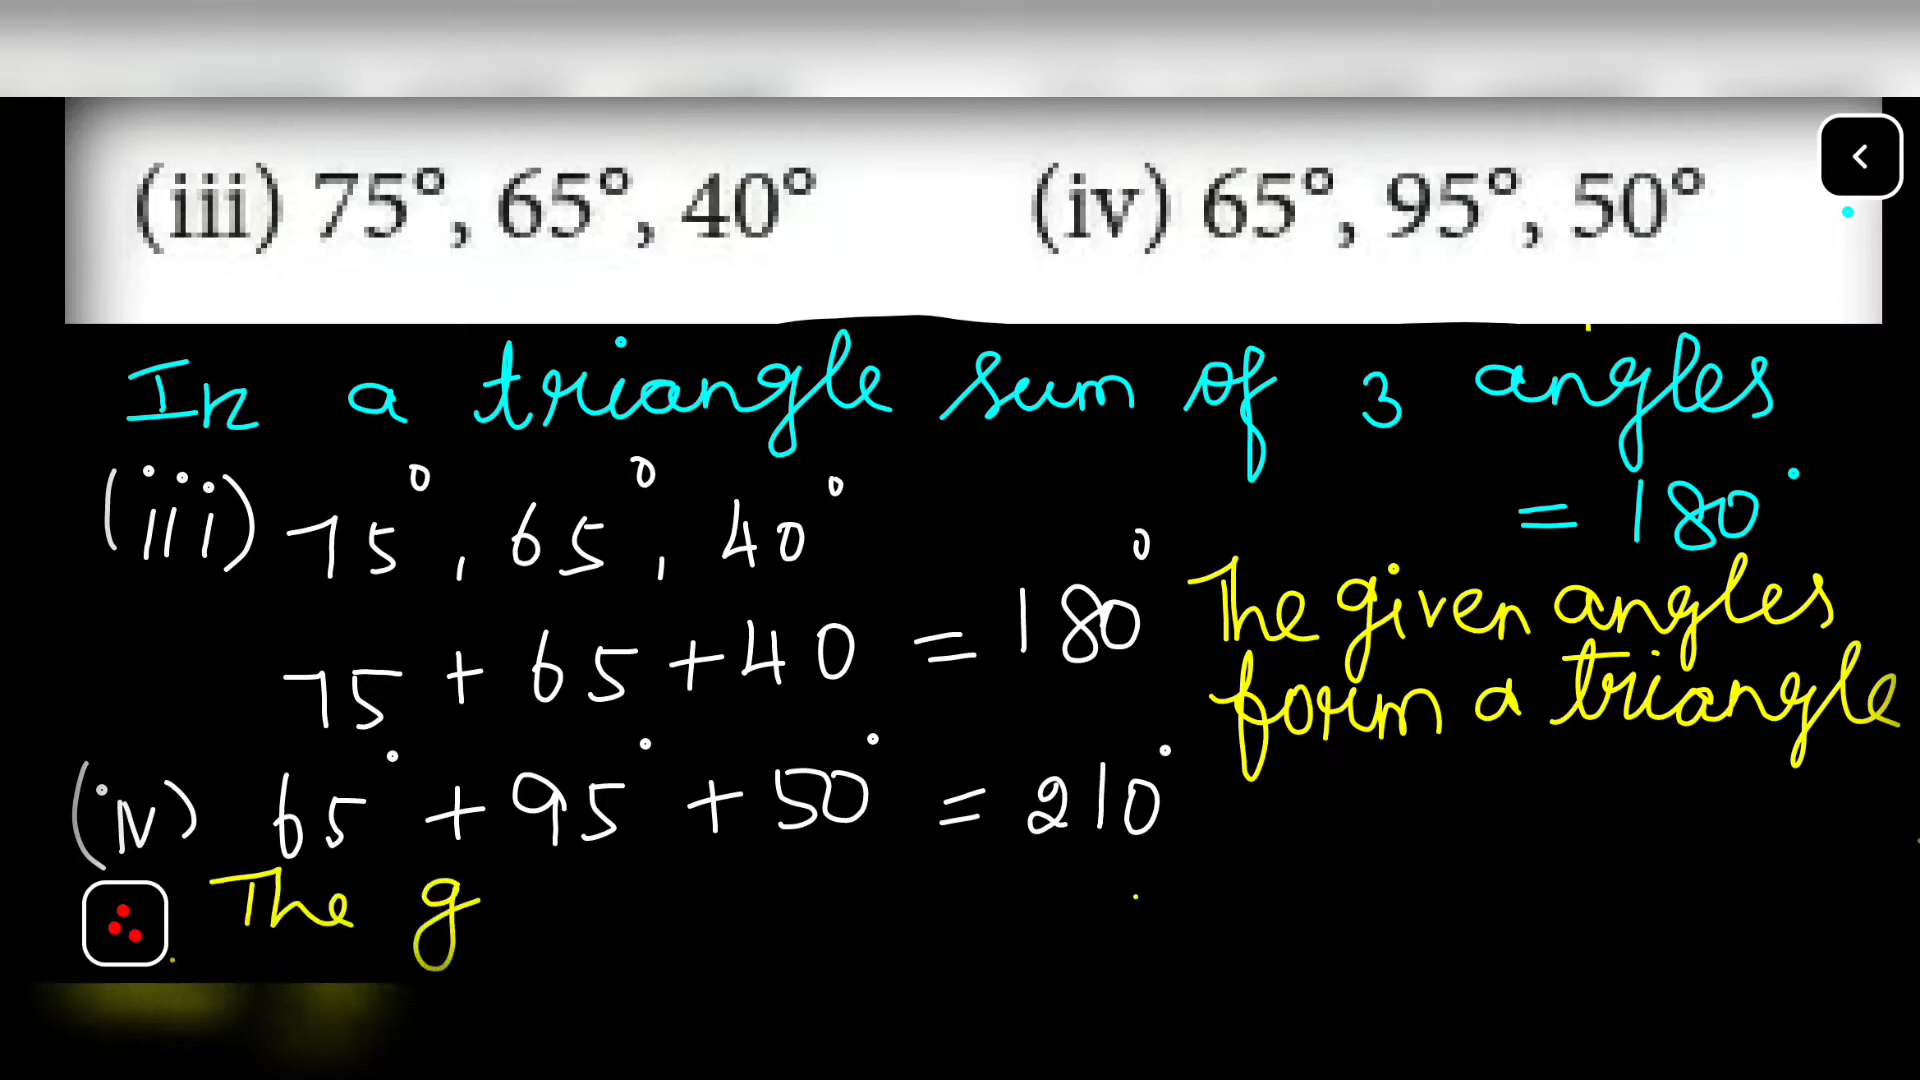 (iii) 75°, 65°, 40° (iv) 65°, 95°, 50°
In a triangle sum of 3 angles
= 180°
(iii) 75°, 65°, 40°
75 + 65 + 40 = 180°
The given angles
form a triangle
(iv) 65° + 95° + 50° = 210°
The g